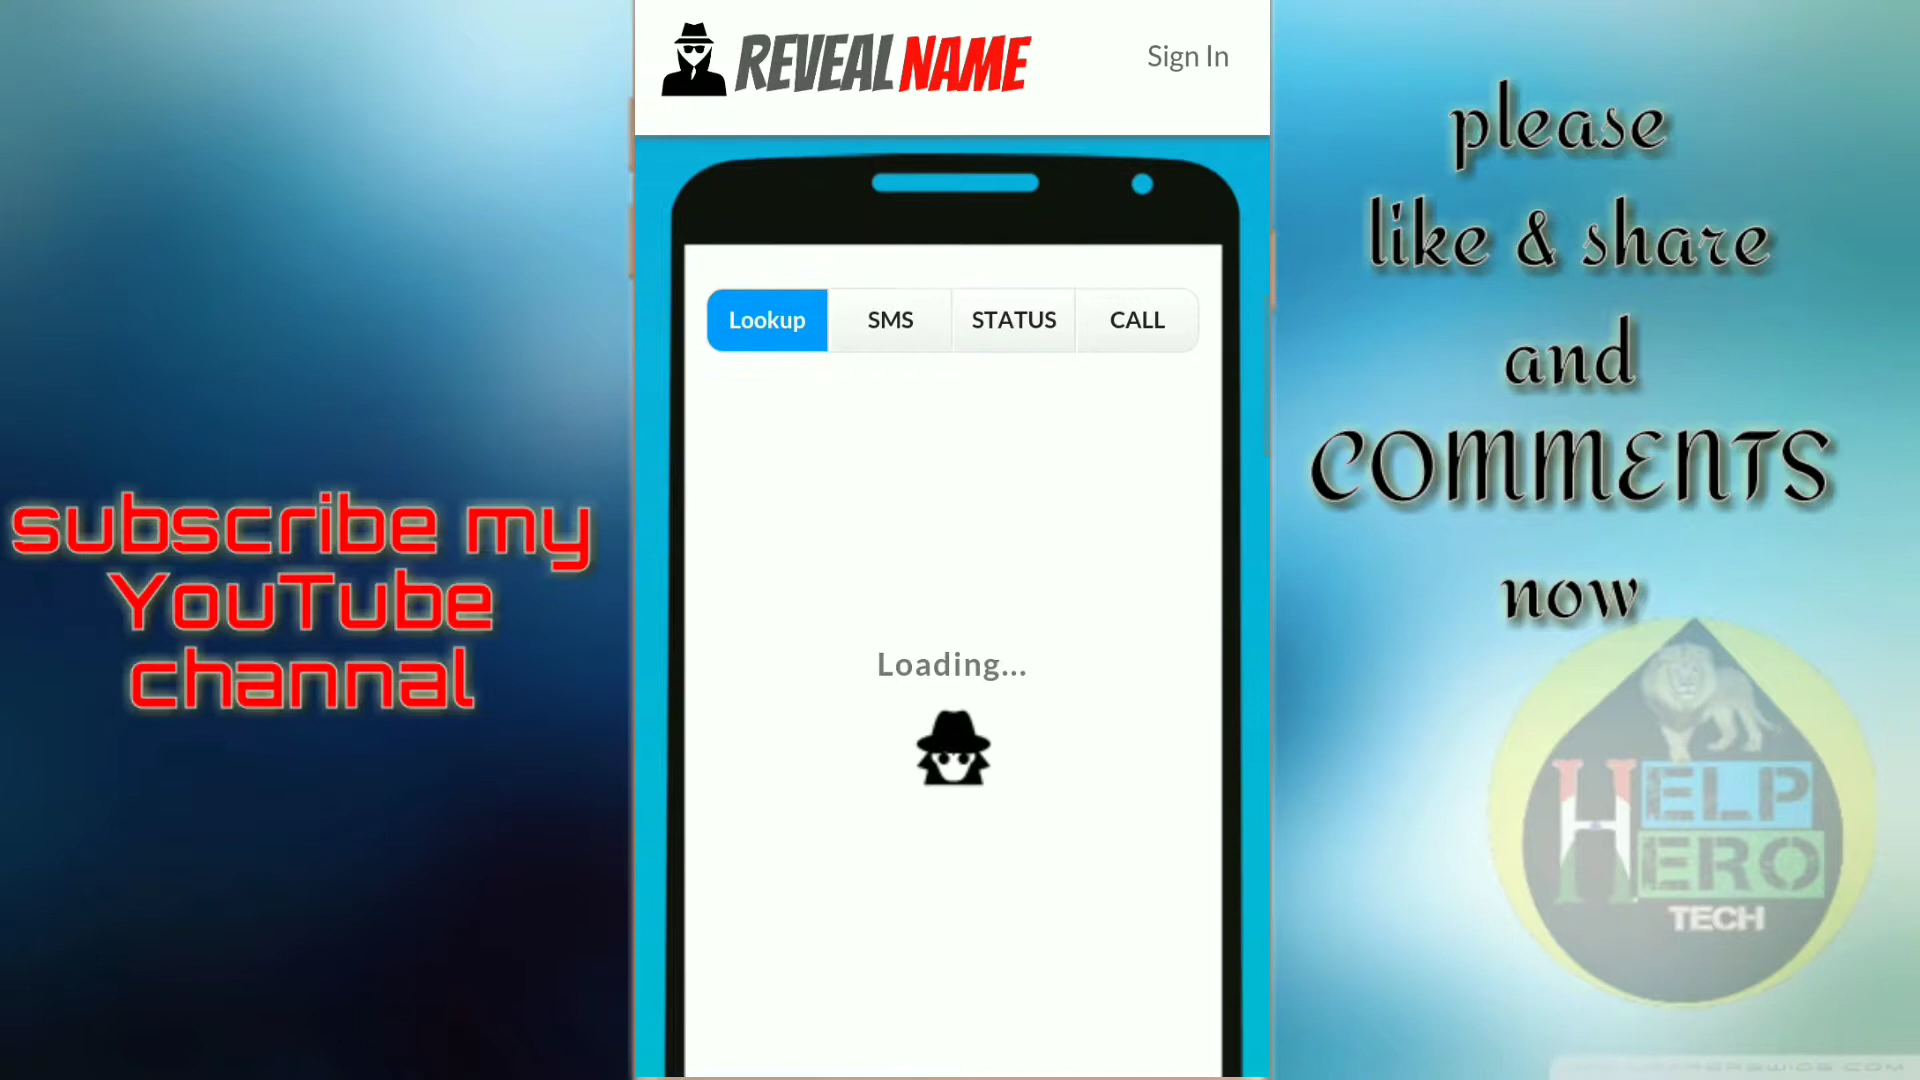 REVEAL NAME
Sign In
Lookup
SMS
STATUS
CALL
Loading...
subscribe my
YouTube
channal
please
like & share
and
COMMENTS
now
HELP
HERO
TECH